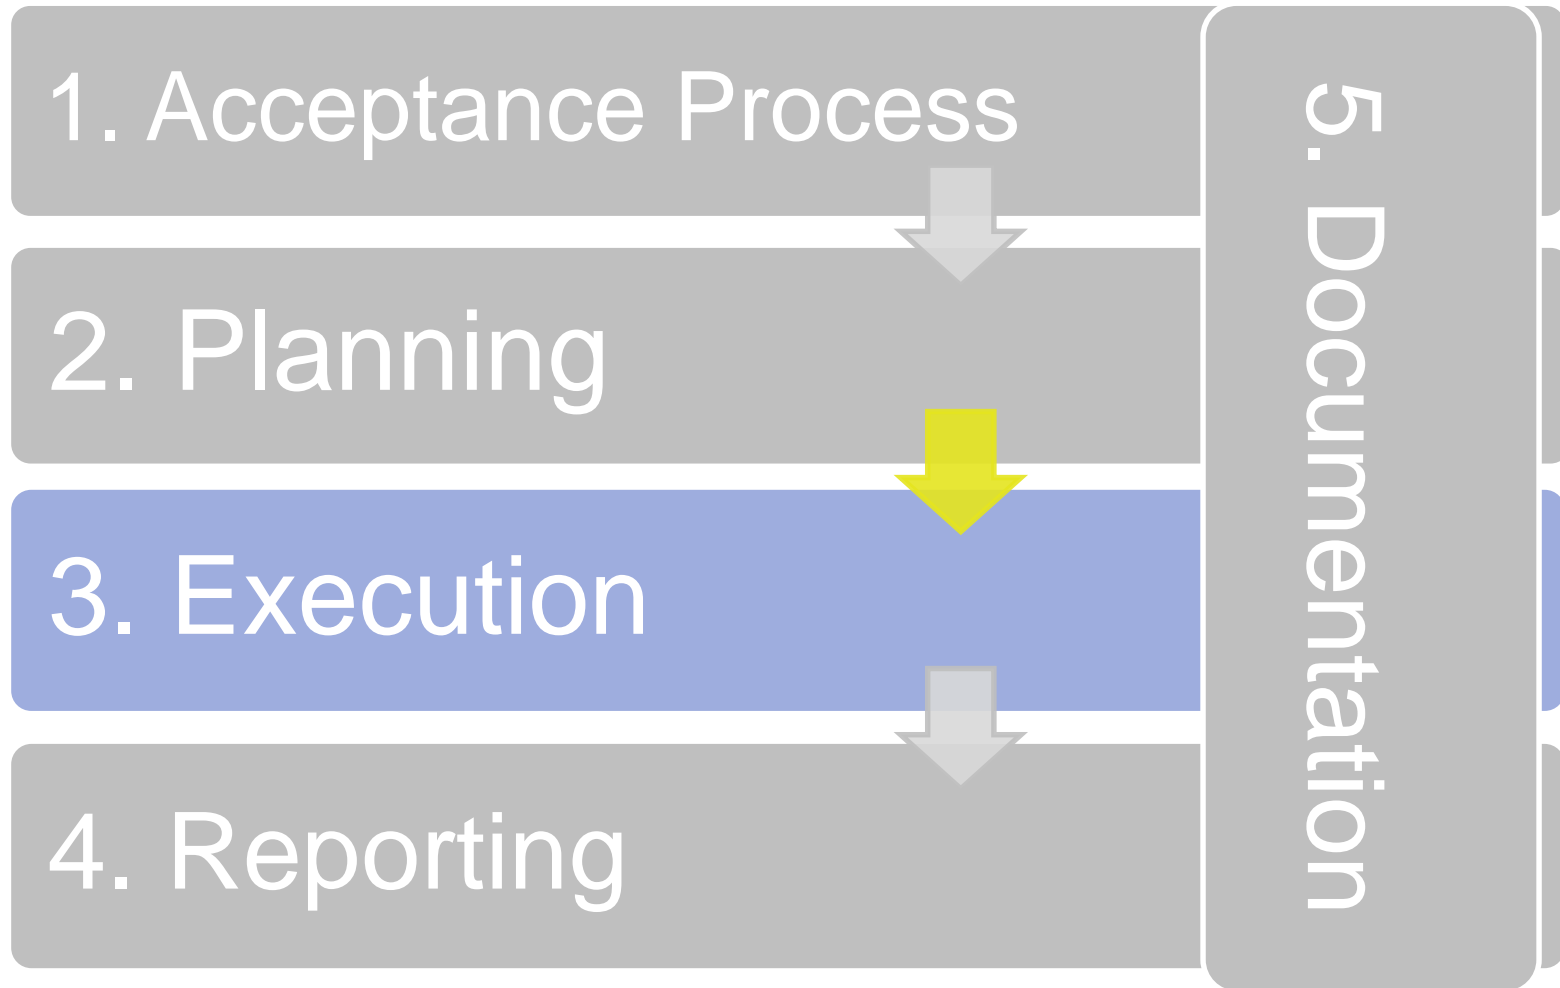 1. Acceptance Process
2. Planning
3. Execution
4. Reporting
5. Documentation